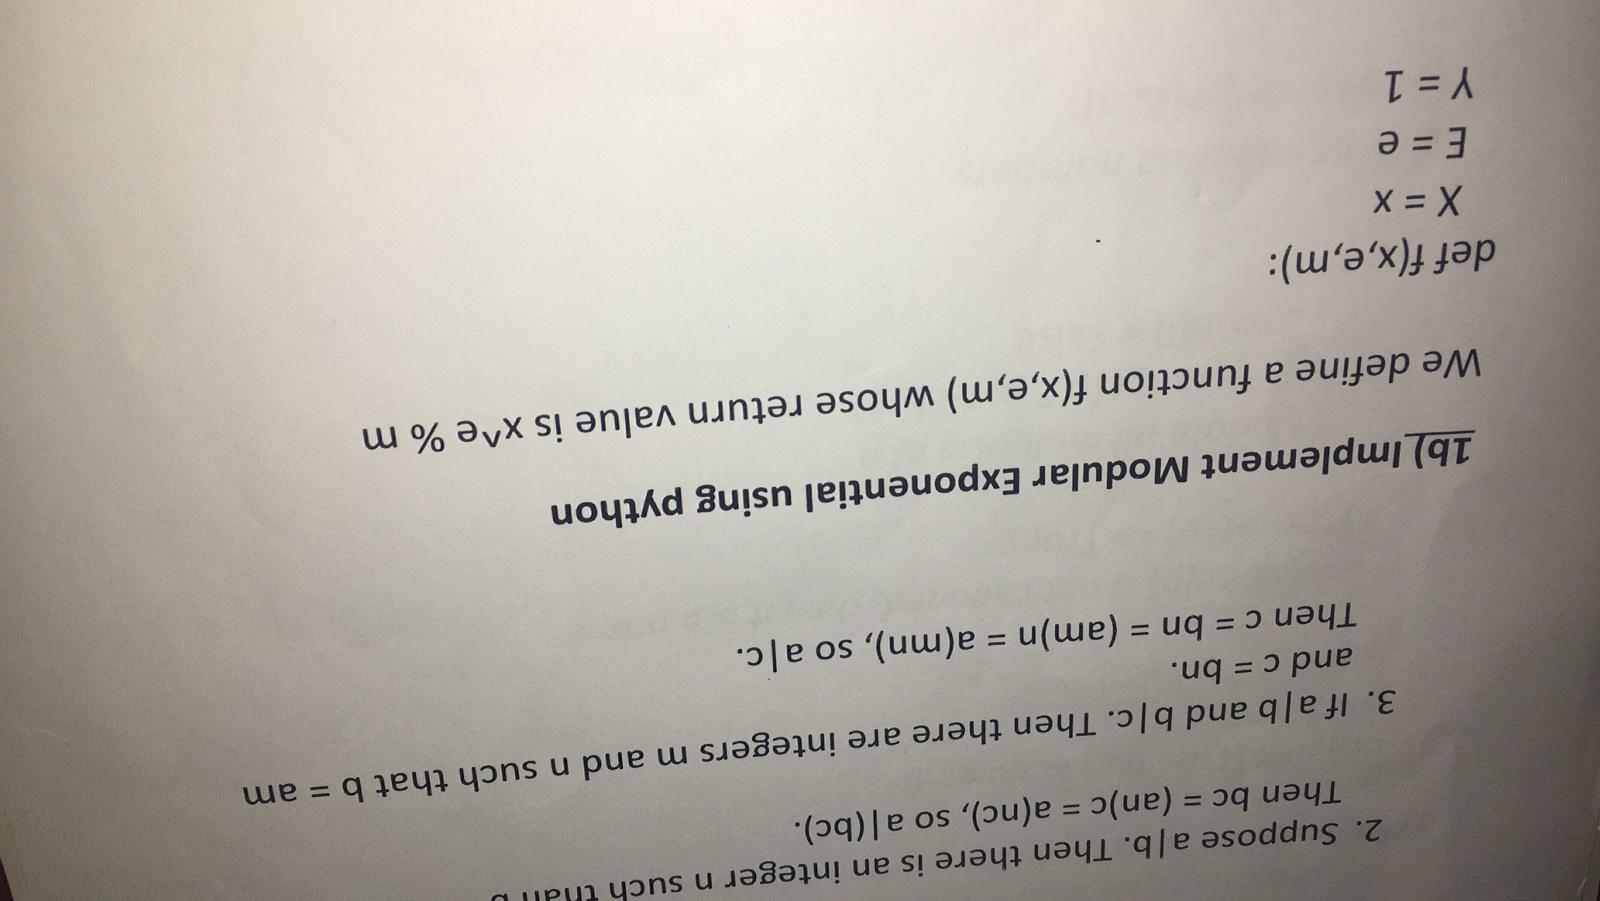 2. Suppose a|b. Then there is an integer n such than b
Then bc = (an)c = a(nc), so a|(bc).
3. If a|b and b|c. Then there are integers m and n such that b = am
and c = bn.
Then c = bn = (am)n = a(mn), so a|c.
1b) Implement Modular Exponential using python
We define a function f(x,e,m) whose return value is x^e % m
def f(x,e,m):
X = x
E = e
Y = 1